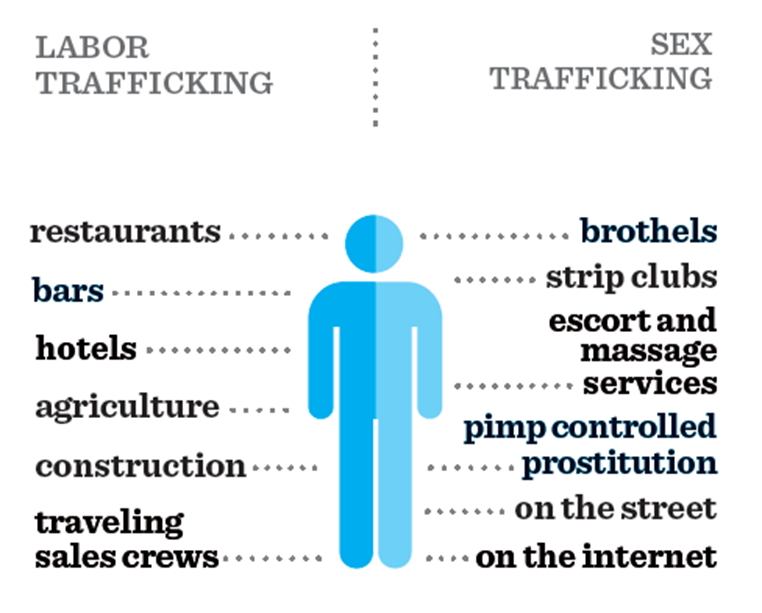 LABOR
TRAFFICKING
SEX
TRAFFICKING
restaurants
bars
hotels
agriculture
construction
traveling
sales crews
brothels
strip clubs
escort and
massage
services
pimp controlled
prostitution
on the street
on the internet